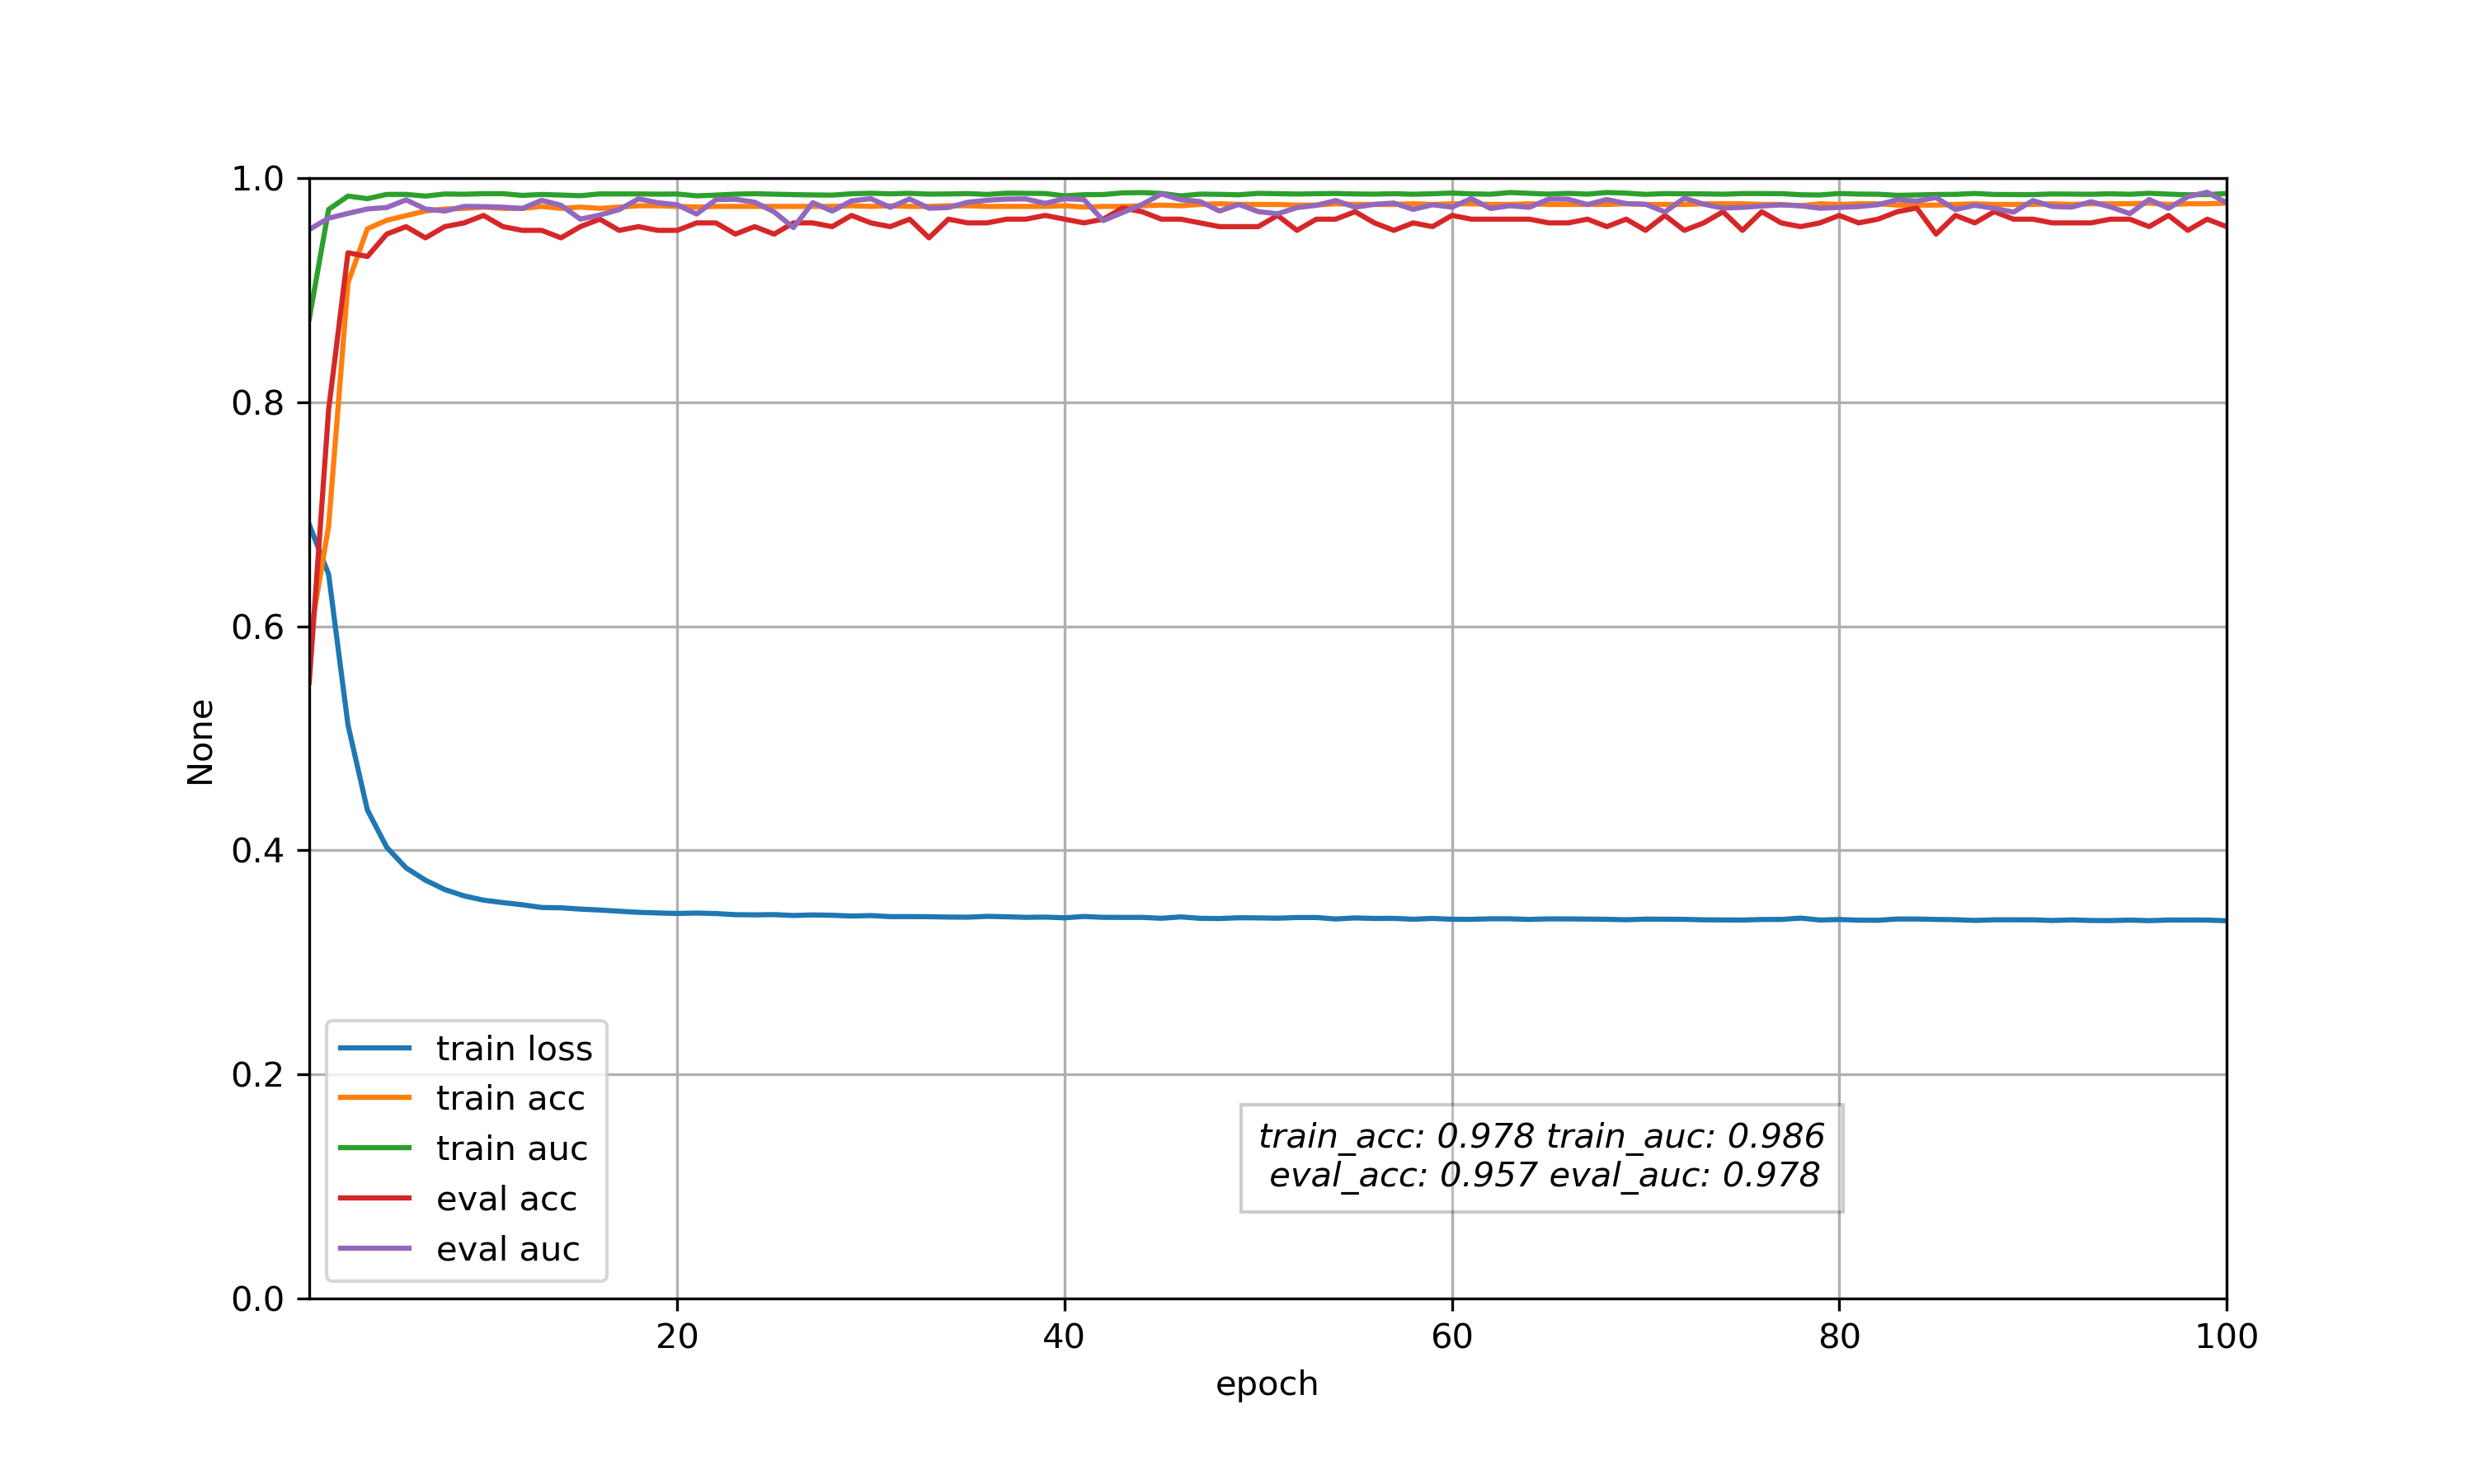 1.0
0.8
0.6
0.4
0.2
0.0
None
20 40 60 80 100
epoch
train loss
train acc
train auc
eval acc
eval auc
train_acc: 0.978 train_auc: 0.986
eval_acc: 0.957 eval_auc: 0.978